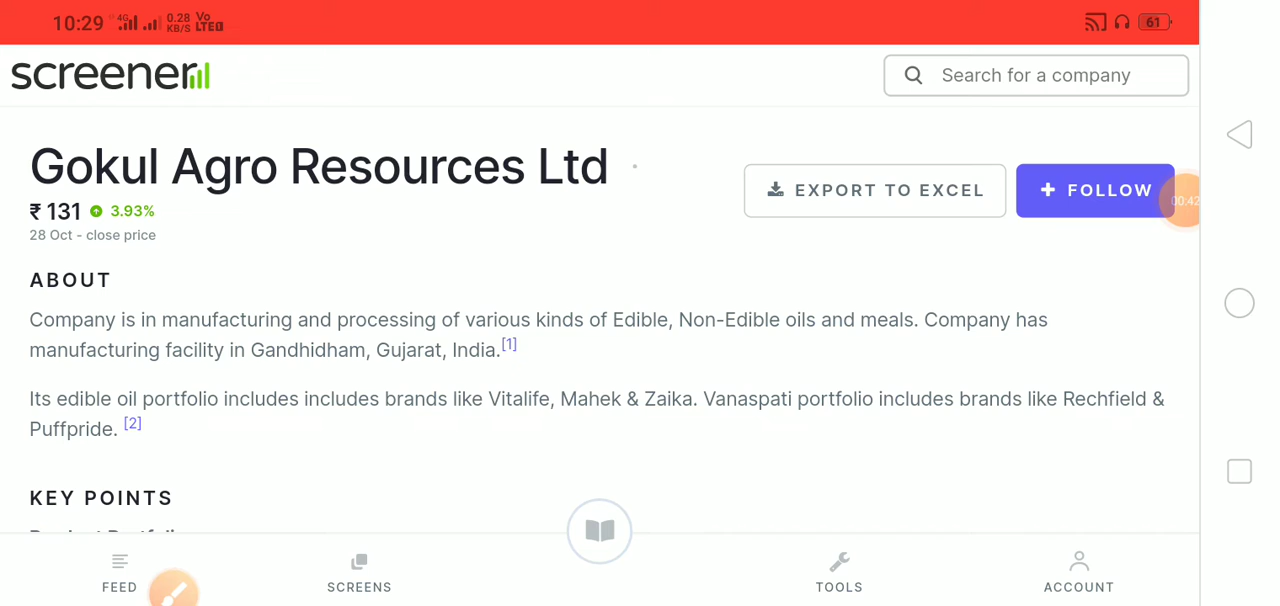 10:29 4G 0.28 KB/S Vo LTE 61
screener
Search for a company
Gokul Agro Resources Ltd
EXPORT TO EXCEL
+ FOLLOW
₹ 131 3.93%
00:42
28 Oct - close price
ABOUT
Company is in manufacturing and processing of various kinds of Edible, Non-Edible oils and meals. Company has
manufacturing facility in Gandhidham, Gujarat, India.[1]
Its edible oil portfolio includes includes brands like Vitalife, Mahek & Zaika. Vanaspati portfolio includes brands like Rechfield &
Puffpride. [2]
KEY POINTS
FEED
SCREENS
TOOLS
ACCOUNT